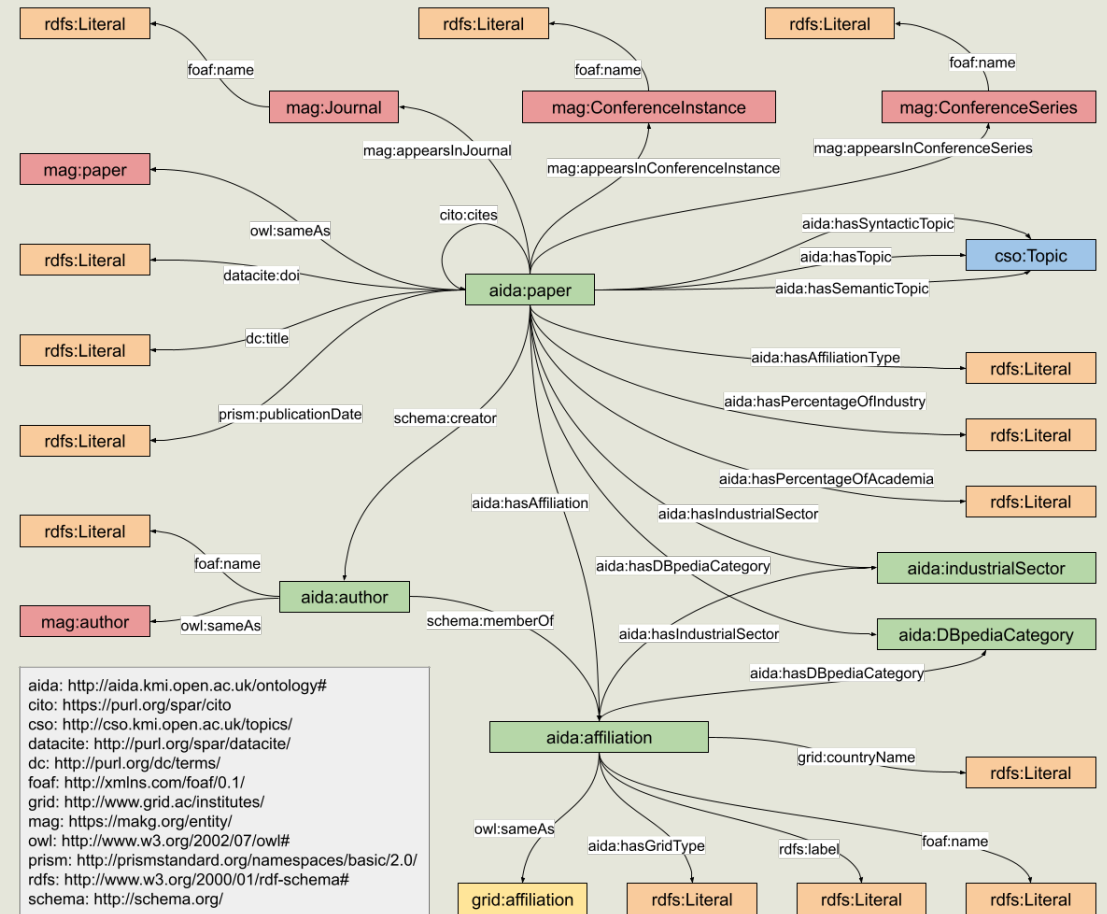 rdfs:Literal
rdfs:Literal
rdfs:Literal
foaf:name
foaf:name
foaf:name
mag:Journal
mag:ConferenceInstance
mag:ConferenceSeries
mag:appearsInJournal
mag:appearsInConferenceInstance
mag:appearsInConferenceSeries
mag:paper
owl:sameAs
cito:cites
aida:hasSyntacticTopic
rdfs:Literal
datacite:doi
aida:hasTopic
cso:Topic
aida:paper
aida:hasSemanticTopic
rdfs:Literal
dc:title
aida:hasAffiliationType
rdfs:Literal
prism:publicationDate
schema:creator
aida:hasPercentageOfIndustry
rdfs:Literal
rdfs:Literal
aida:hasPercentageOfAcademia
rdfs:Literal
aida:hasAffiliation
aida:hasIndustrialSector
rdfs:Literal
foaf:name
aida:hasDBpediaCategory
aida:industrialSector
aida:author
mag:author
owl:sameAs
schema:memberOf
aida:hasIndustrialSector
aida:DBpediaCategory
aida:hasDBpediaCategory
aida: http://aida.kmi.open.ac.uk/ontology#
cito: https://purl.org/spar/cito
cso: http://cso.kmi.open.ac.uk/topics/
datacite: http://purl.org/spar/datacite/
dc: http://purl.org/dc/terms/
foaf: http://xmlns.com/foaf/0.1/
grid: http://www.grid.ac/institutes/
mag: https://makg.org/entity/
owl: http://www.w3.org/2002/07/owl#
prism: http://prismstandard.org/namespaces/basic/2.0/
rdfs: http://www.w3.org/2000/01/rdf-schema#
schema: http://schema.org/
aida:affiliation
grid:countryName
rdfs:Literal
owl:sameAs
aida:hasGridType
rdfs:label
foaf:name
grid:affiliation
rdfs:Literal
rdfs:Literal
rdfs:Literal